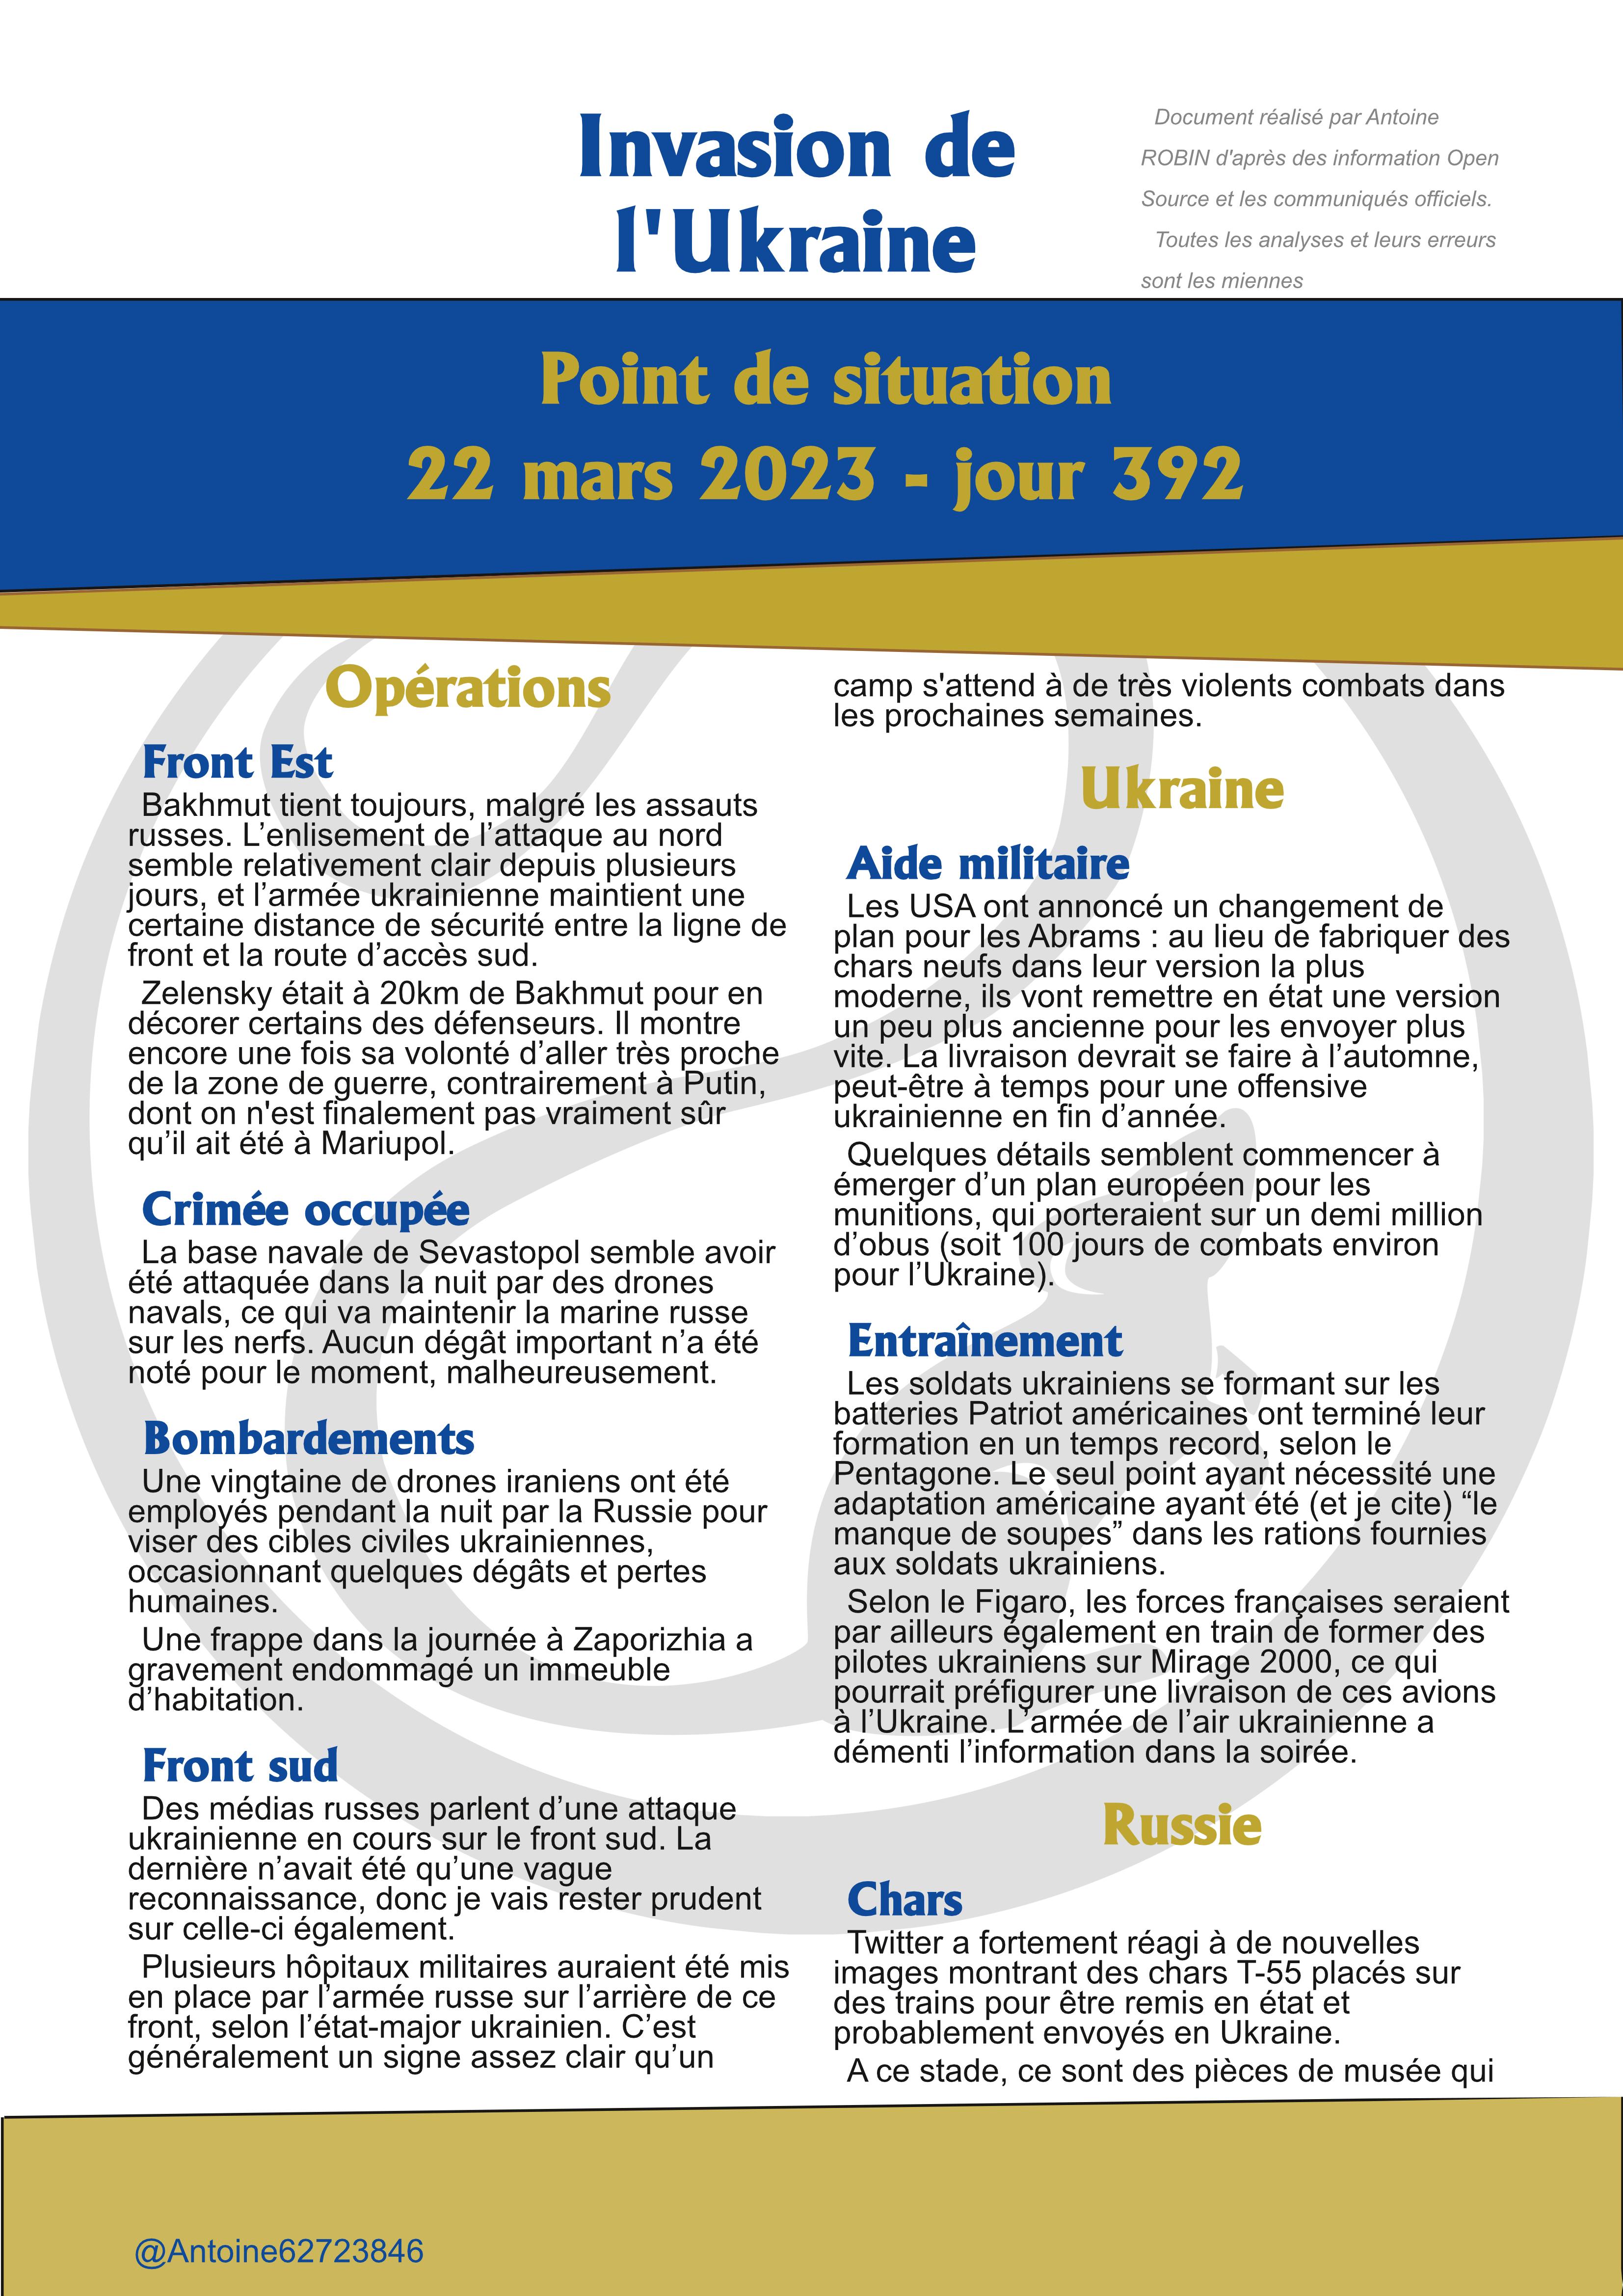 Invasion de
l'Ukraine
Document réalisé par Antoine
ROBIN d'après des information Open
Source et les communiqués officiels.
Toutes les analyses et leurs erreurs
sont les miennes
Point de situation
22 mars 2023 - jour 392
Opérations
Front Est
Bakhmut tient toujours, malgré les assauts
russes. L’enlisement de l’attaque au nord
semble relativement clair depuis plusieurs
jours, et l’armée ukrainienne maintient une
certaine distance de sécurité entre la ligne de
front et la route d’accès sud.
Zelensky était à 20km de Bakhmut pour en
décorer certains des défenseurs. Il montre
encore une fois sa volonté d’aller très proche
de la zone de guerre, contrairement à Putin,
dont on n'est finalement pas vraiment sûr
qu’il ait été à Mariupol.
Crimée occupée
La base navale de Sevastopol semble avoir
été attaquée dans la nuit par des drones
navals, ce qui va maintenir la marine russe
sur les nerfs. Aucun dégât important n’a été
noté pour le moment, malheureusement.
Bombardements
Une vingtaine de drones iraniens ont été
employés pendant la nuit par la Russie pour
viser des cibles civiles ukrainiennes,
occasionnant quelques dégâts et pertes
humaines.
Une frappe dans la journée à Zaporizhia a
gravement endommagé un immeuble
d’habitation.
Front sud
Des médias russes parlent d’une attaque
ukrainienne en cours sur le front sud. La
dernière n’avait été qu’une vague
reconnaissance, donc je vais rester prudent
sur celle-ci également.
Plusieurs hôpitaux militaires auraient été mis
en place par l’armée russe sur l’arrière de ce
front, selon l’état-major ukrainien. C’est
généralement un signe assez clair qu’un
camp s'attend à de très violents combats dans
les prochaines semaines.
Ukraine
Aide militaire
Les USA ont annoncé un changement de
plan pour les Abrams : au lieu de fabriquer des
chars neufs dans leur version la plus
moderne, ils vont remettre en état une version
un peu plus ancienne pour les envoyer plus
vite. La livraison devrait se faire à l’automne,
peut-être à temps pour une offensive
ukrainienne en fin d’année.
Quelques détails semblent commencer à
émerger d’un plan européen pour les
munitions, qui porteraient sur un demi million
d’obus (soit 100 jours de combats environ
pour l’Ukraine).
Entraînement
Les soldats ukrainiens se formant sur les
batteries Patriot américaines ont terminé leur
formation en un temps record, selon le
Pentagone. Le seul point ayant nécessité une
adaptation américaine ayant été (et je cite) “le
manque de soupes” dans les rations fournies
aux soldats ukrainiens.
Selon le Figaro, les forces françaises seraient
par ailleurs également en train de former des
pilotes ukrainiens sur Mirage 2000, ce qui
pourrait préfigurer une livraison de ces avions
à l’Ukraine. L’armée de l’air ukrainienne a
démenti l’information dans la soirée.
Russie
Chars
Twitter a fortement réagi à de nouvelles
images montrant des chars T-55 placés sur
des trains pour être remis en état et
probablement envoyés en Ukraine.
A ce stade, ce sont des pièces de musée qui
@Antoine62723846